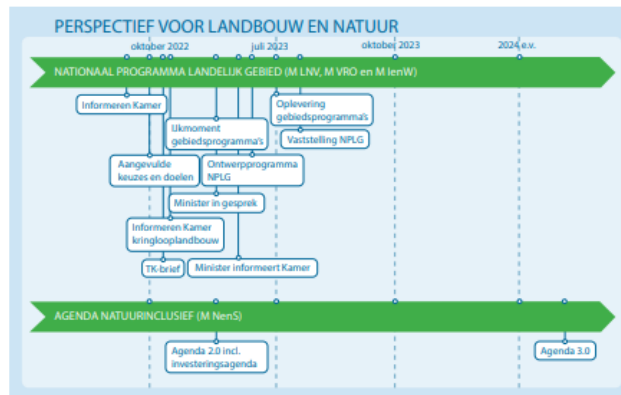 PERSPECTIEF VOOR LANDBOUW EN NATUUR
oktober 2022
juli 2023
oktober 2023
2024 e.v.
NATIONAAL PROGRAMMA LANDELIJK GEBIED (M LNV, M VRO en M IenW)
Informeren Kamer
Oplevering
gebiedsprogramma's
IJkmoment
gebiedsprogramma's
Vaststelling NPLG
Aangevulde
keuzes en doelen
Ontwerpprogramma
NPLG
Minister in gesprek
Informeren Kamer
kringlooplandbouw
TK-brief
Minister informeert Kamer
AGENDA NATUURINCLUSIEF (M NenS)
Agenda 2.0 incl.
investeringsagenda
Agenda 3.0